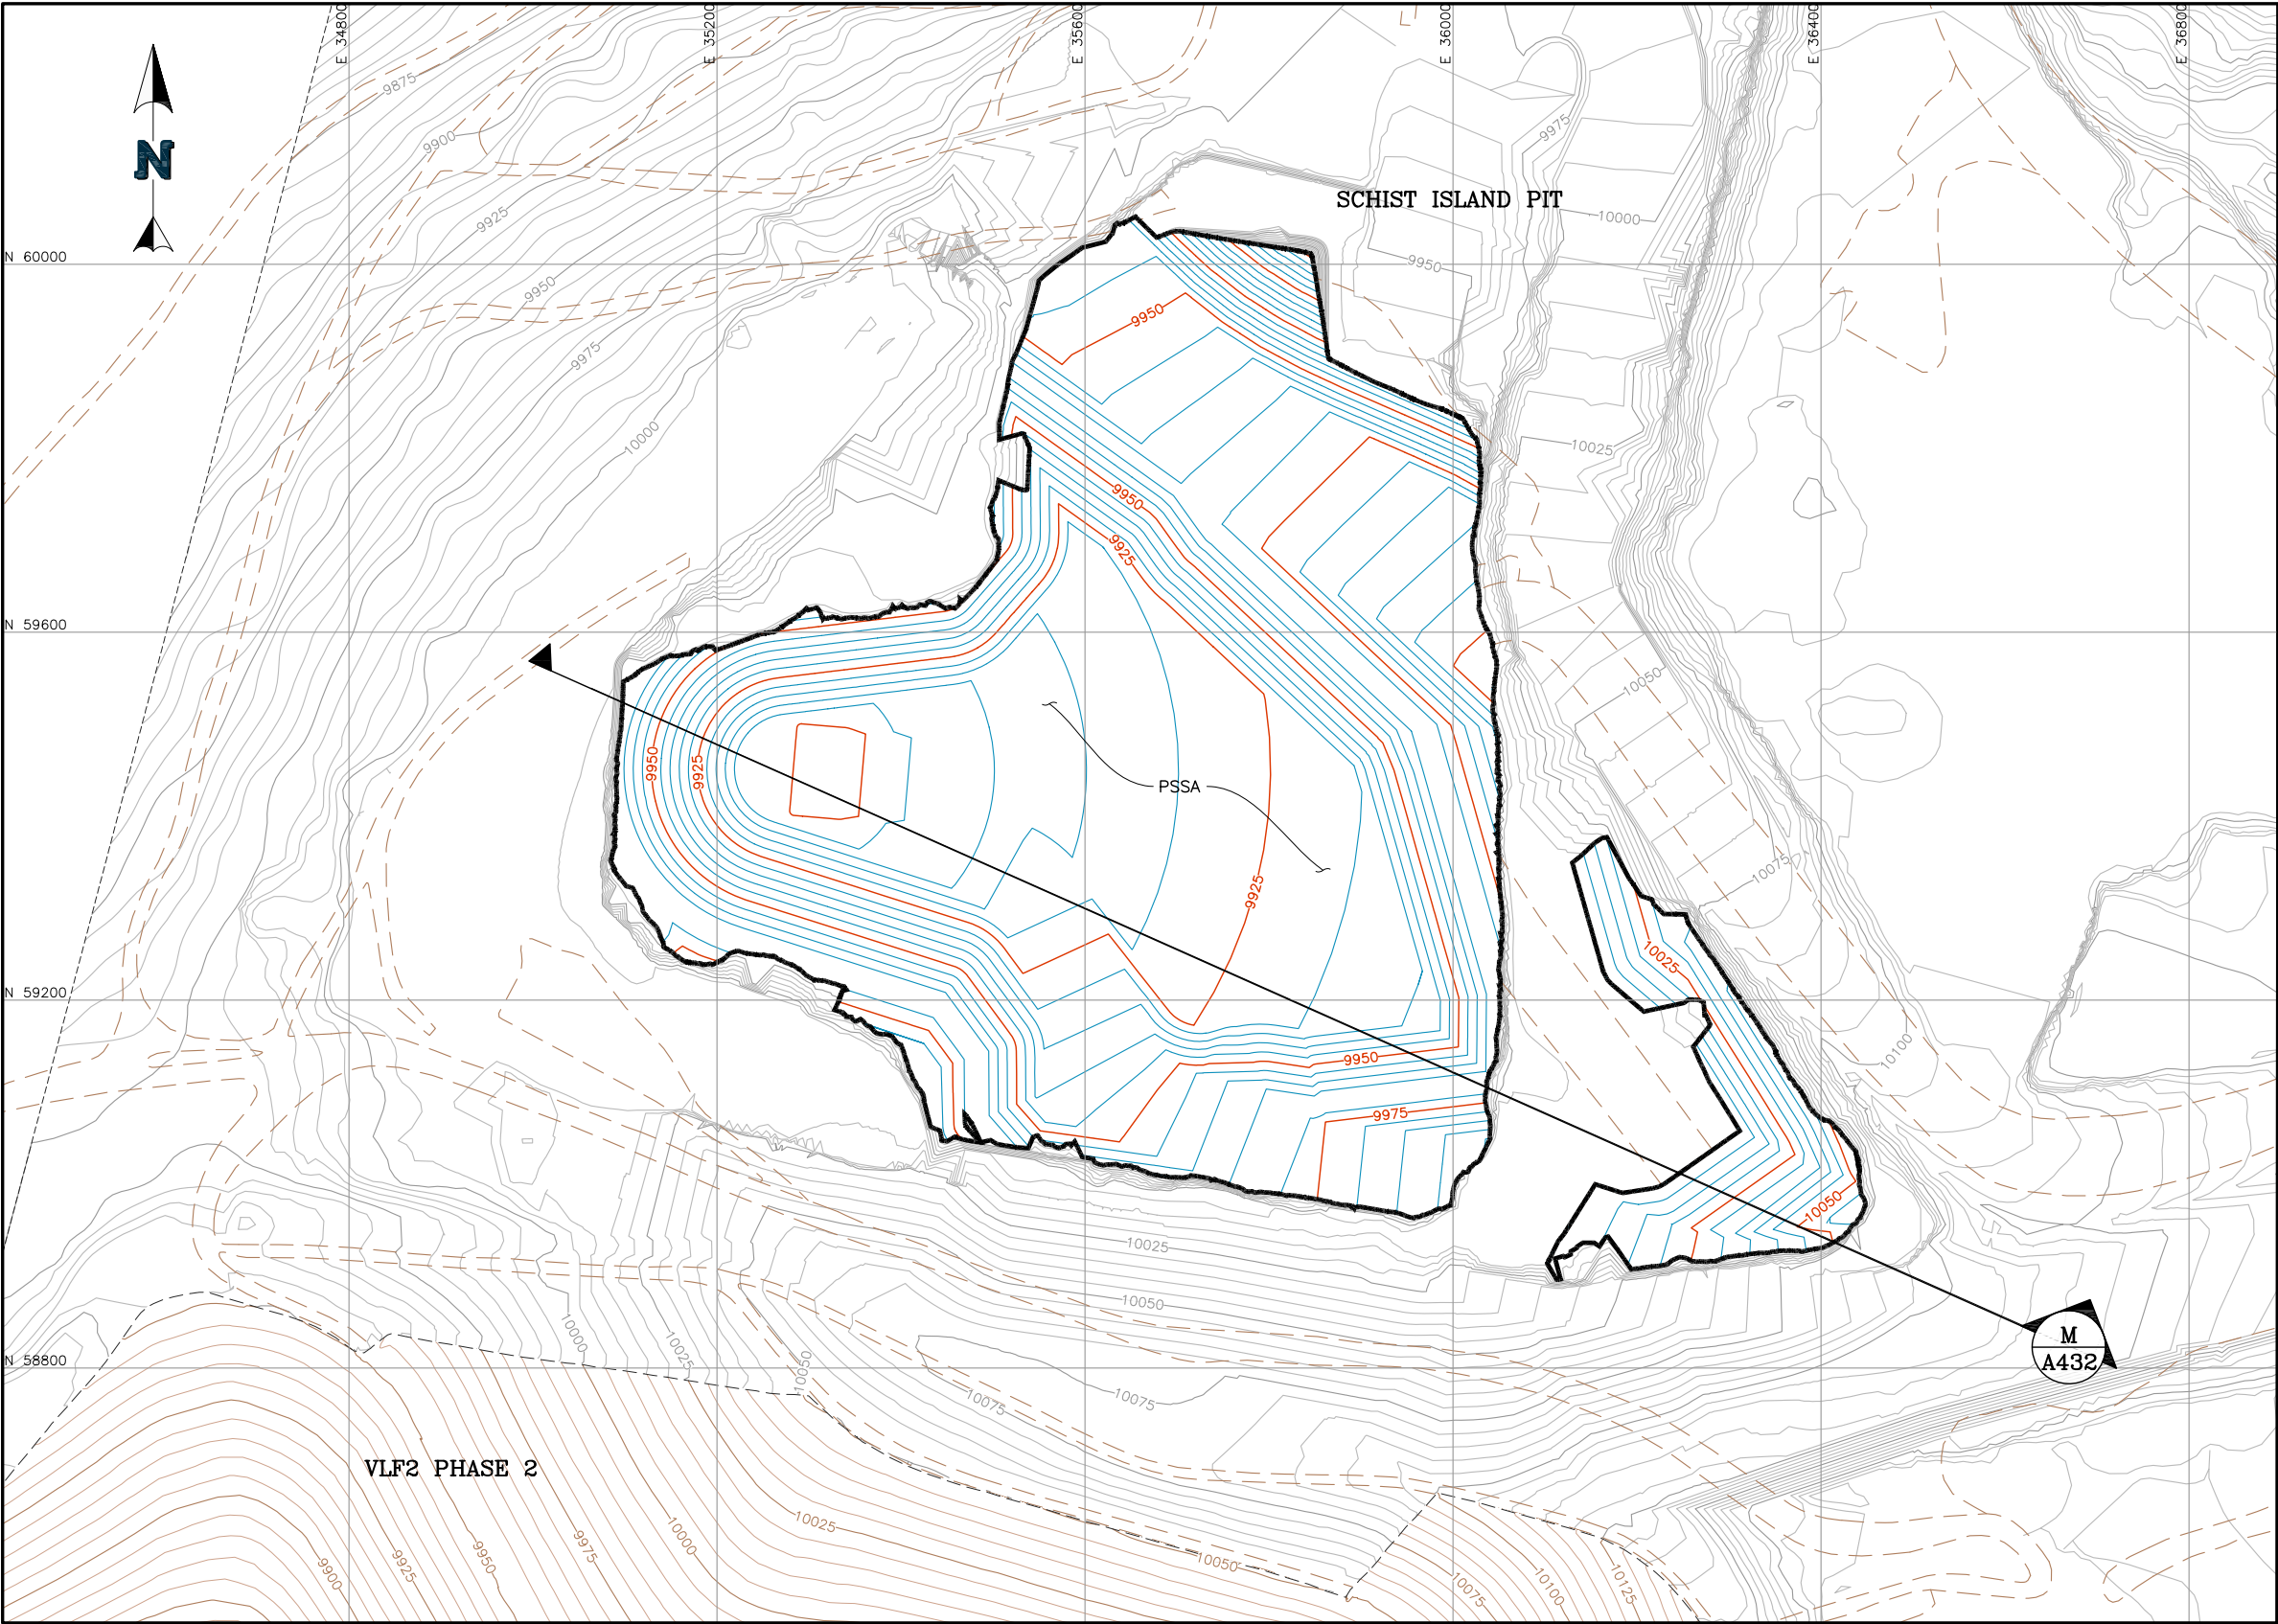 E 34800
E 35200
E 35600
E 36000
E 36400
E 36800
9875
9900
N
9975
SCHIST ISLAND PIT
9925
10000
N 60000
9950
9950
9950
9975
10000
10025
9950
9925
N 59600
10050
9950
9925
PSSA
10075
9925
10025
N 59200
10100
9950
9975
10050
10025
10050
10000
10025
M
N 58800
10050
A432
10075
10075
VLF2 PHASE 2
10025
10000
9975
9950
9925
9900
10050
10075
10100
10125